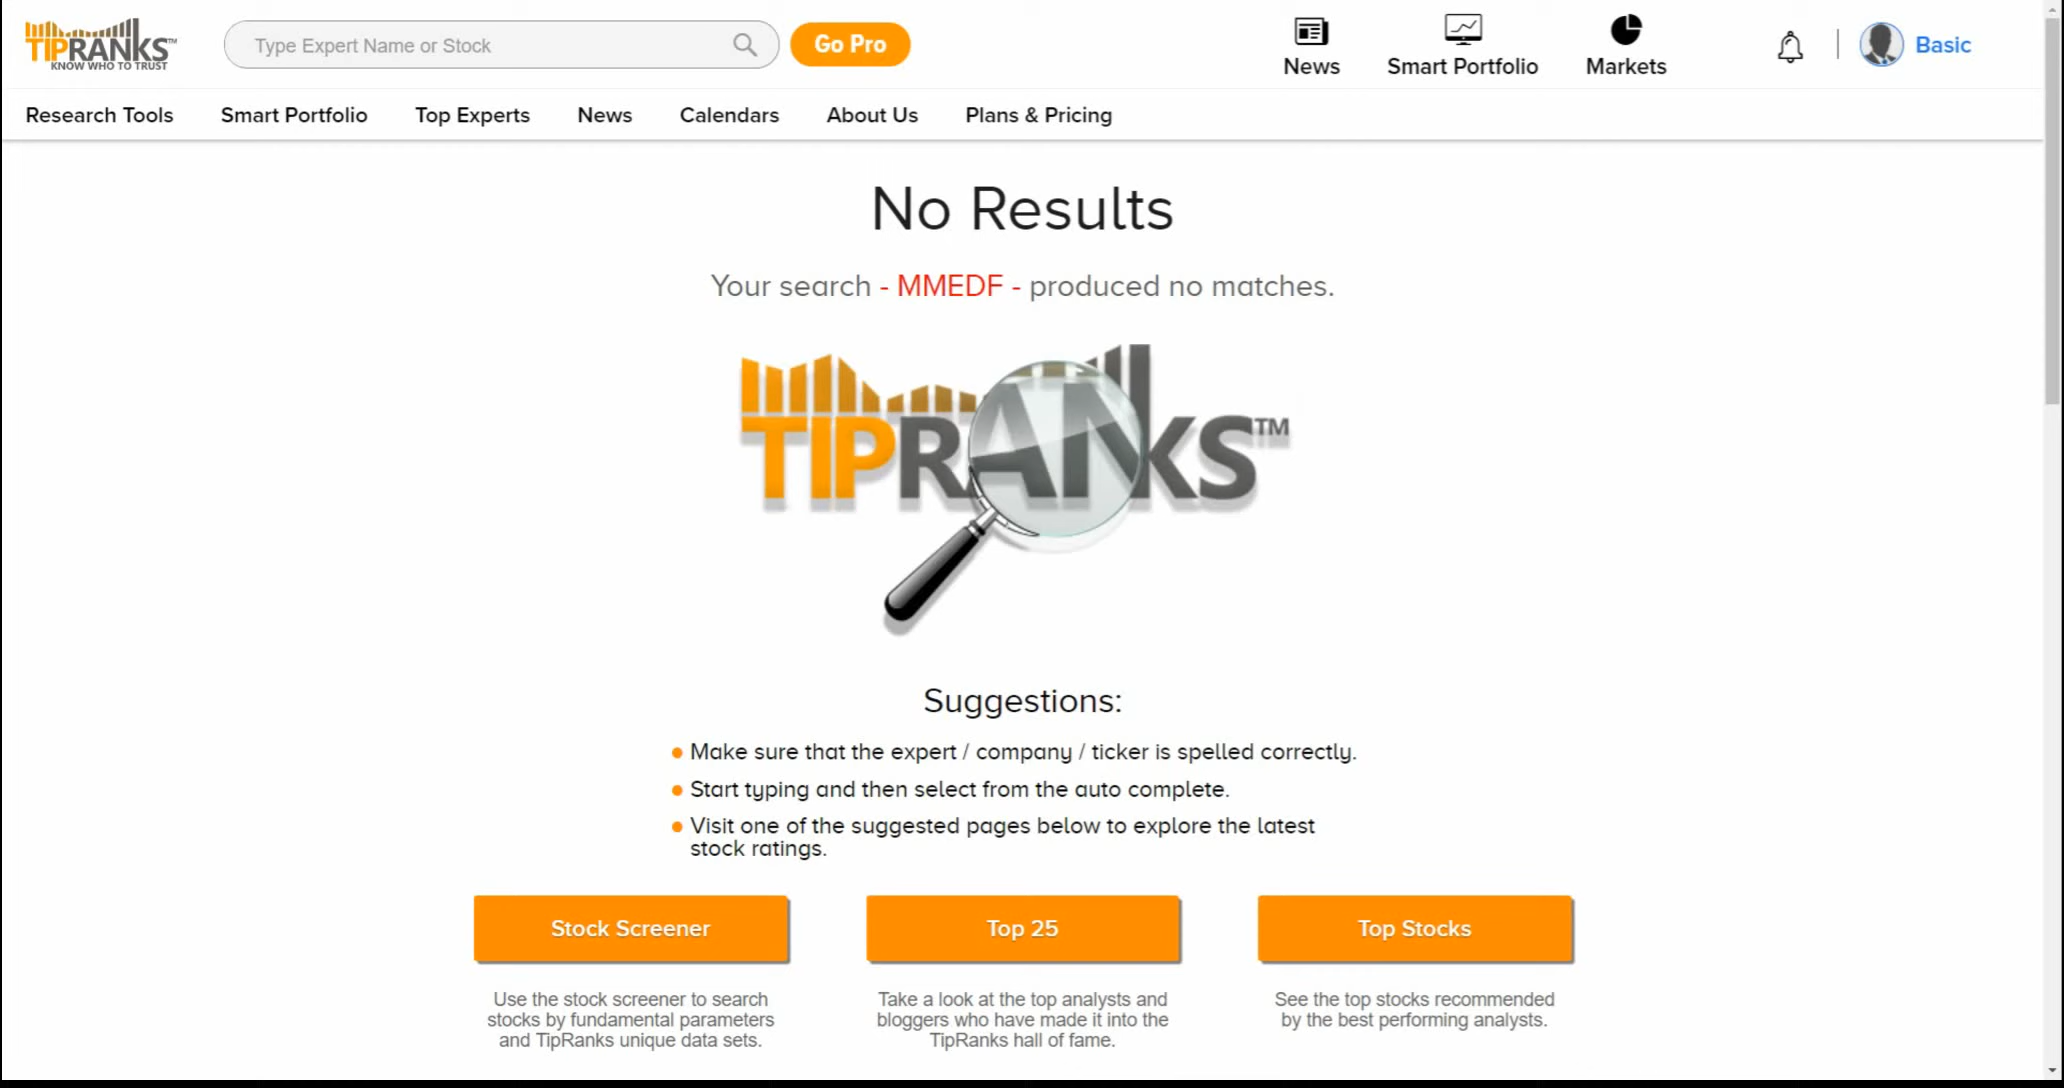 TIPRANKS™
KNOW WHO TO TRUST
Type Expert Name or Stock
Go Pro
News
Smart Portfolio
Markets
Basic
Research Tools
Smart Portfolio
Top Experts
News
Calendars
About Us
Plans & Pricing
No Results
Your search - MMEDF - produced no matches.
TIPRANKS™
Suggestions:
Make sure that the expert / company / ticker is spelled correctly.
Start typing and then select from the auto complete.
Visit one of the suggested pages below to explore the latest
stock ratings.
Stock Screener
Top 25
Top Stocks
Use the stock screener to search
stocks by fundamental parameters
and TipRanks unique data sets.
Take a look at the top analysts and
bloggers who have made it into the
TipRanks hall of fame.
See the top stocks recommended
by the best performing analysts.